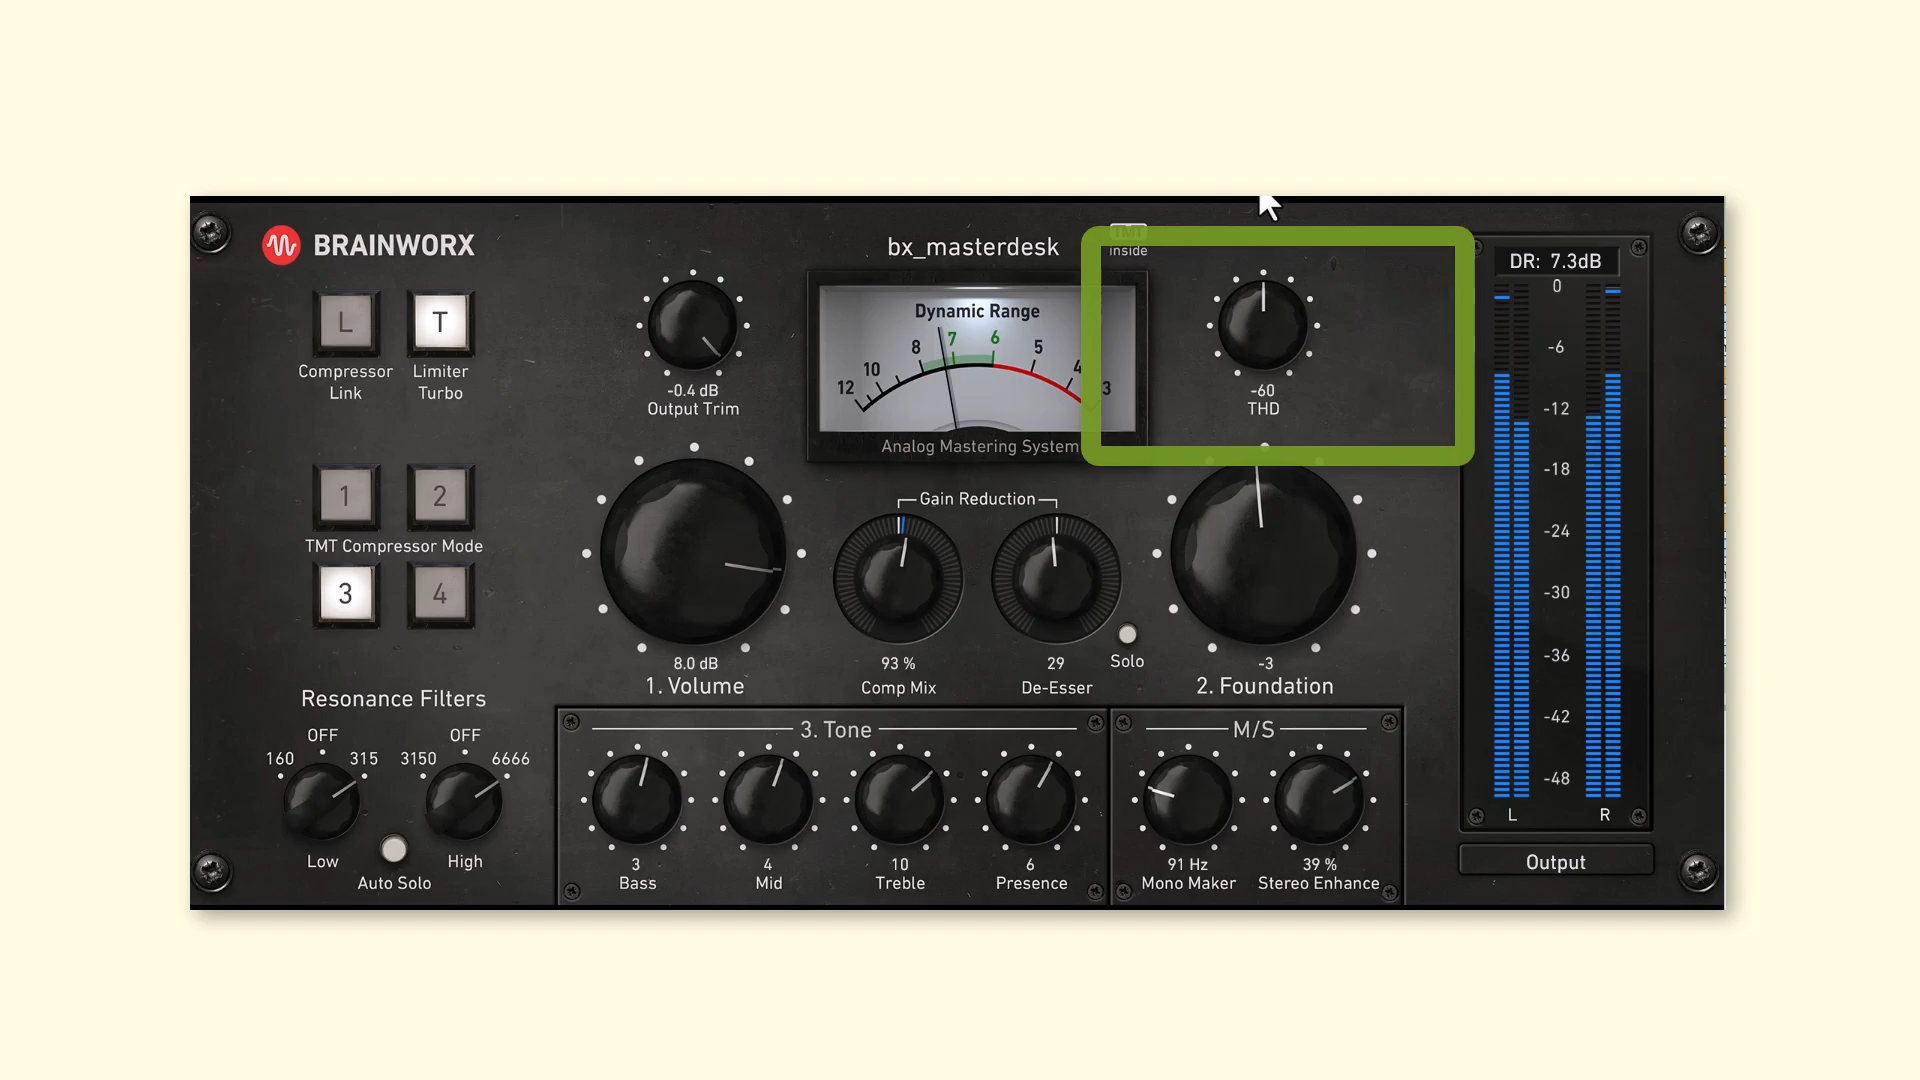 BRAINWORX
bx_masterdesk
TMT
inside
DR: 7.3dB
L
T
Compressor
Link
Limiter
Turbo
-0.4 dB
Output Trim
Dynamic Range
12 10 8 7 6 5 4 3
Analog Mastering System
-60
THD
1
2
TMT Compressor Mode
3
4
Gain Reduction
8.0 dB
1. Volume
93 %
Comp Mix
29
De-Esser
Solo
-3
2. Foundation
Resonance Filters
OFF
160
315
Low
OFF
3150
6666
High
Auto Solo
3. Tone
3
Bass
4
Mid
10
Treble
6
Presence
M/S
91 Hz
Mono Maker
39 %
Stereo Enhance
0
-6
-12
-18
-24
-30
-36
-42
-48
L
R
Output